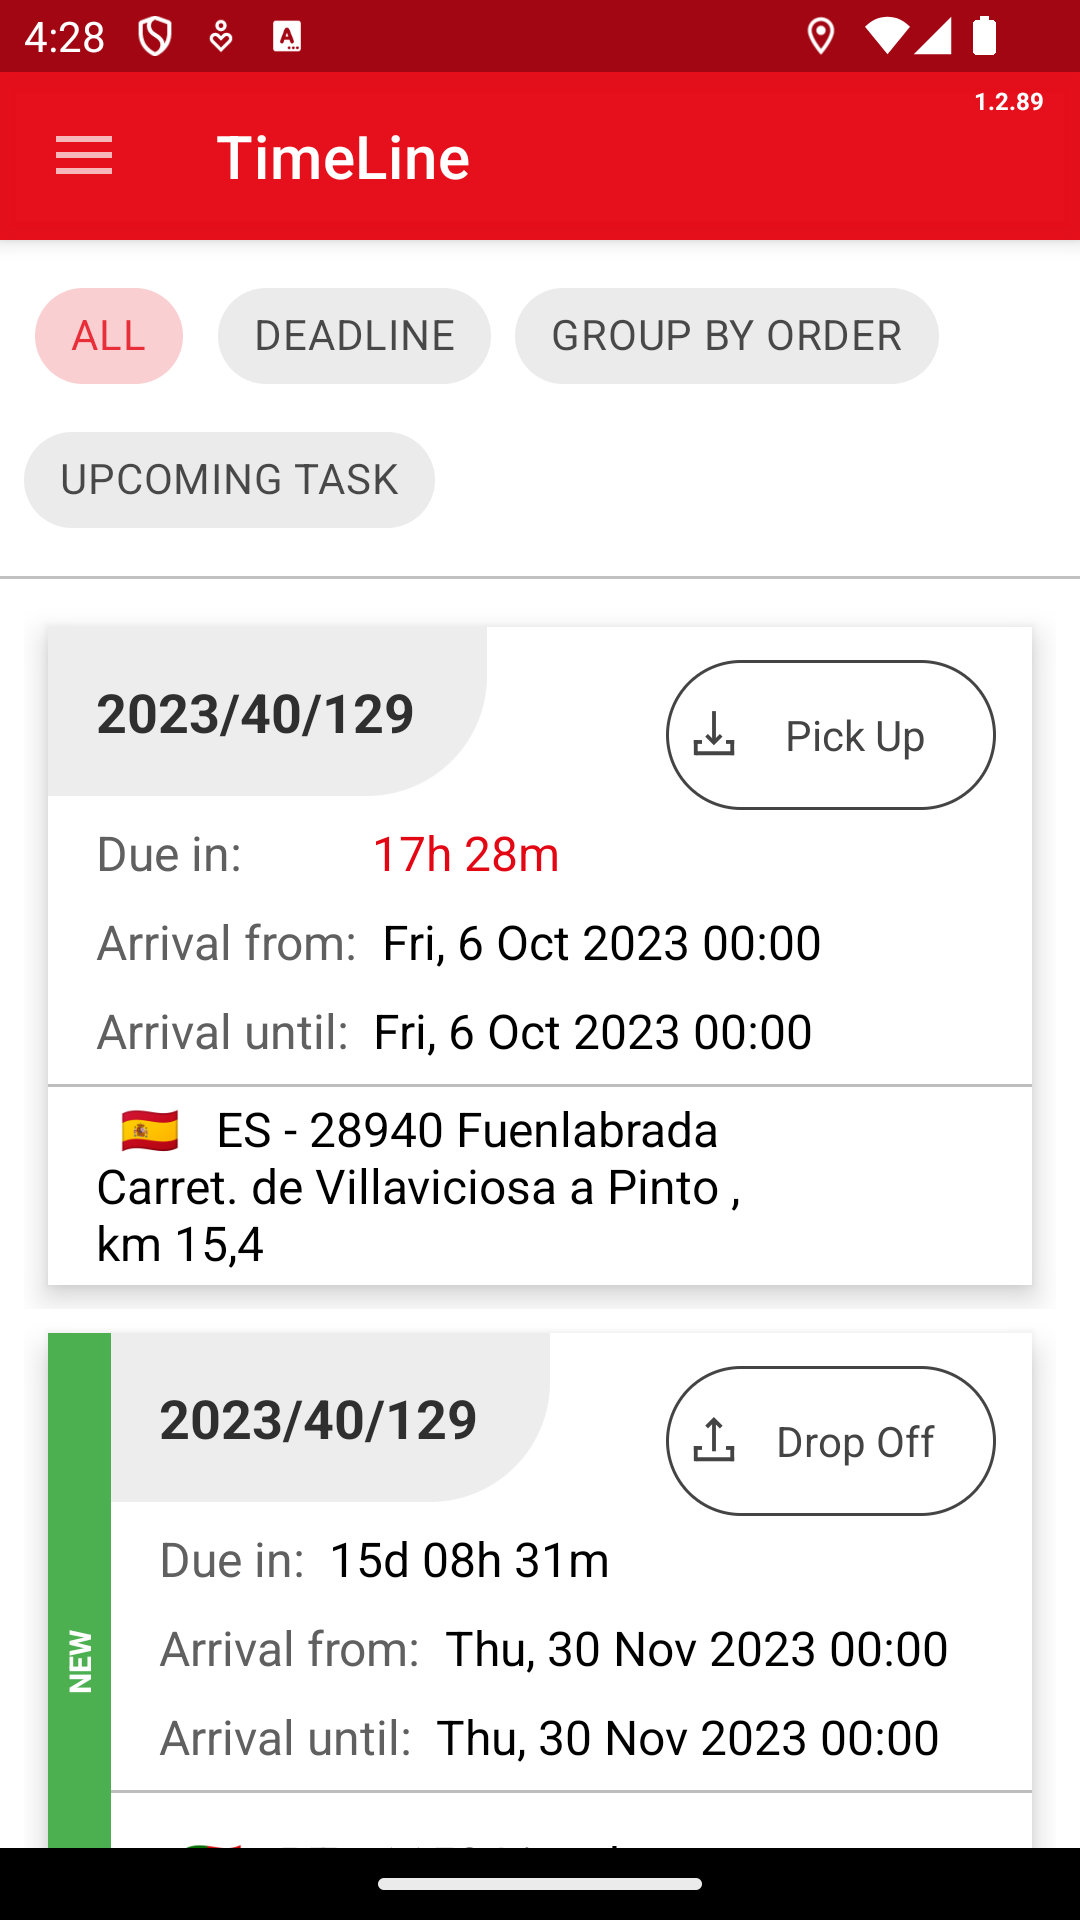 4:28
1.2.89
TimeLine
ALL
DEADLINE
GROUP BY ORDER
UPCOMING TASK
2023/40/129
Pick Up
Due in: 17h 28m
Arrival from: Fri, 6 Oct 2023 00:00
Arrival until: Fri, 6 Oct 2023 00:00
ES - 28940 Fuenlabrada
Carret. de Villaviciosa a Pinto ,
km 15,4
2023/40/129
Drop Off
Due in: 15d 08h 31m
NEW
Arrival from: Thu, 30 Nov 2023 00:00
Arrival until: Thu, 30 Nov 2023 00:00